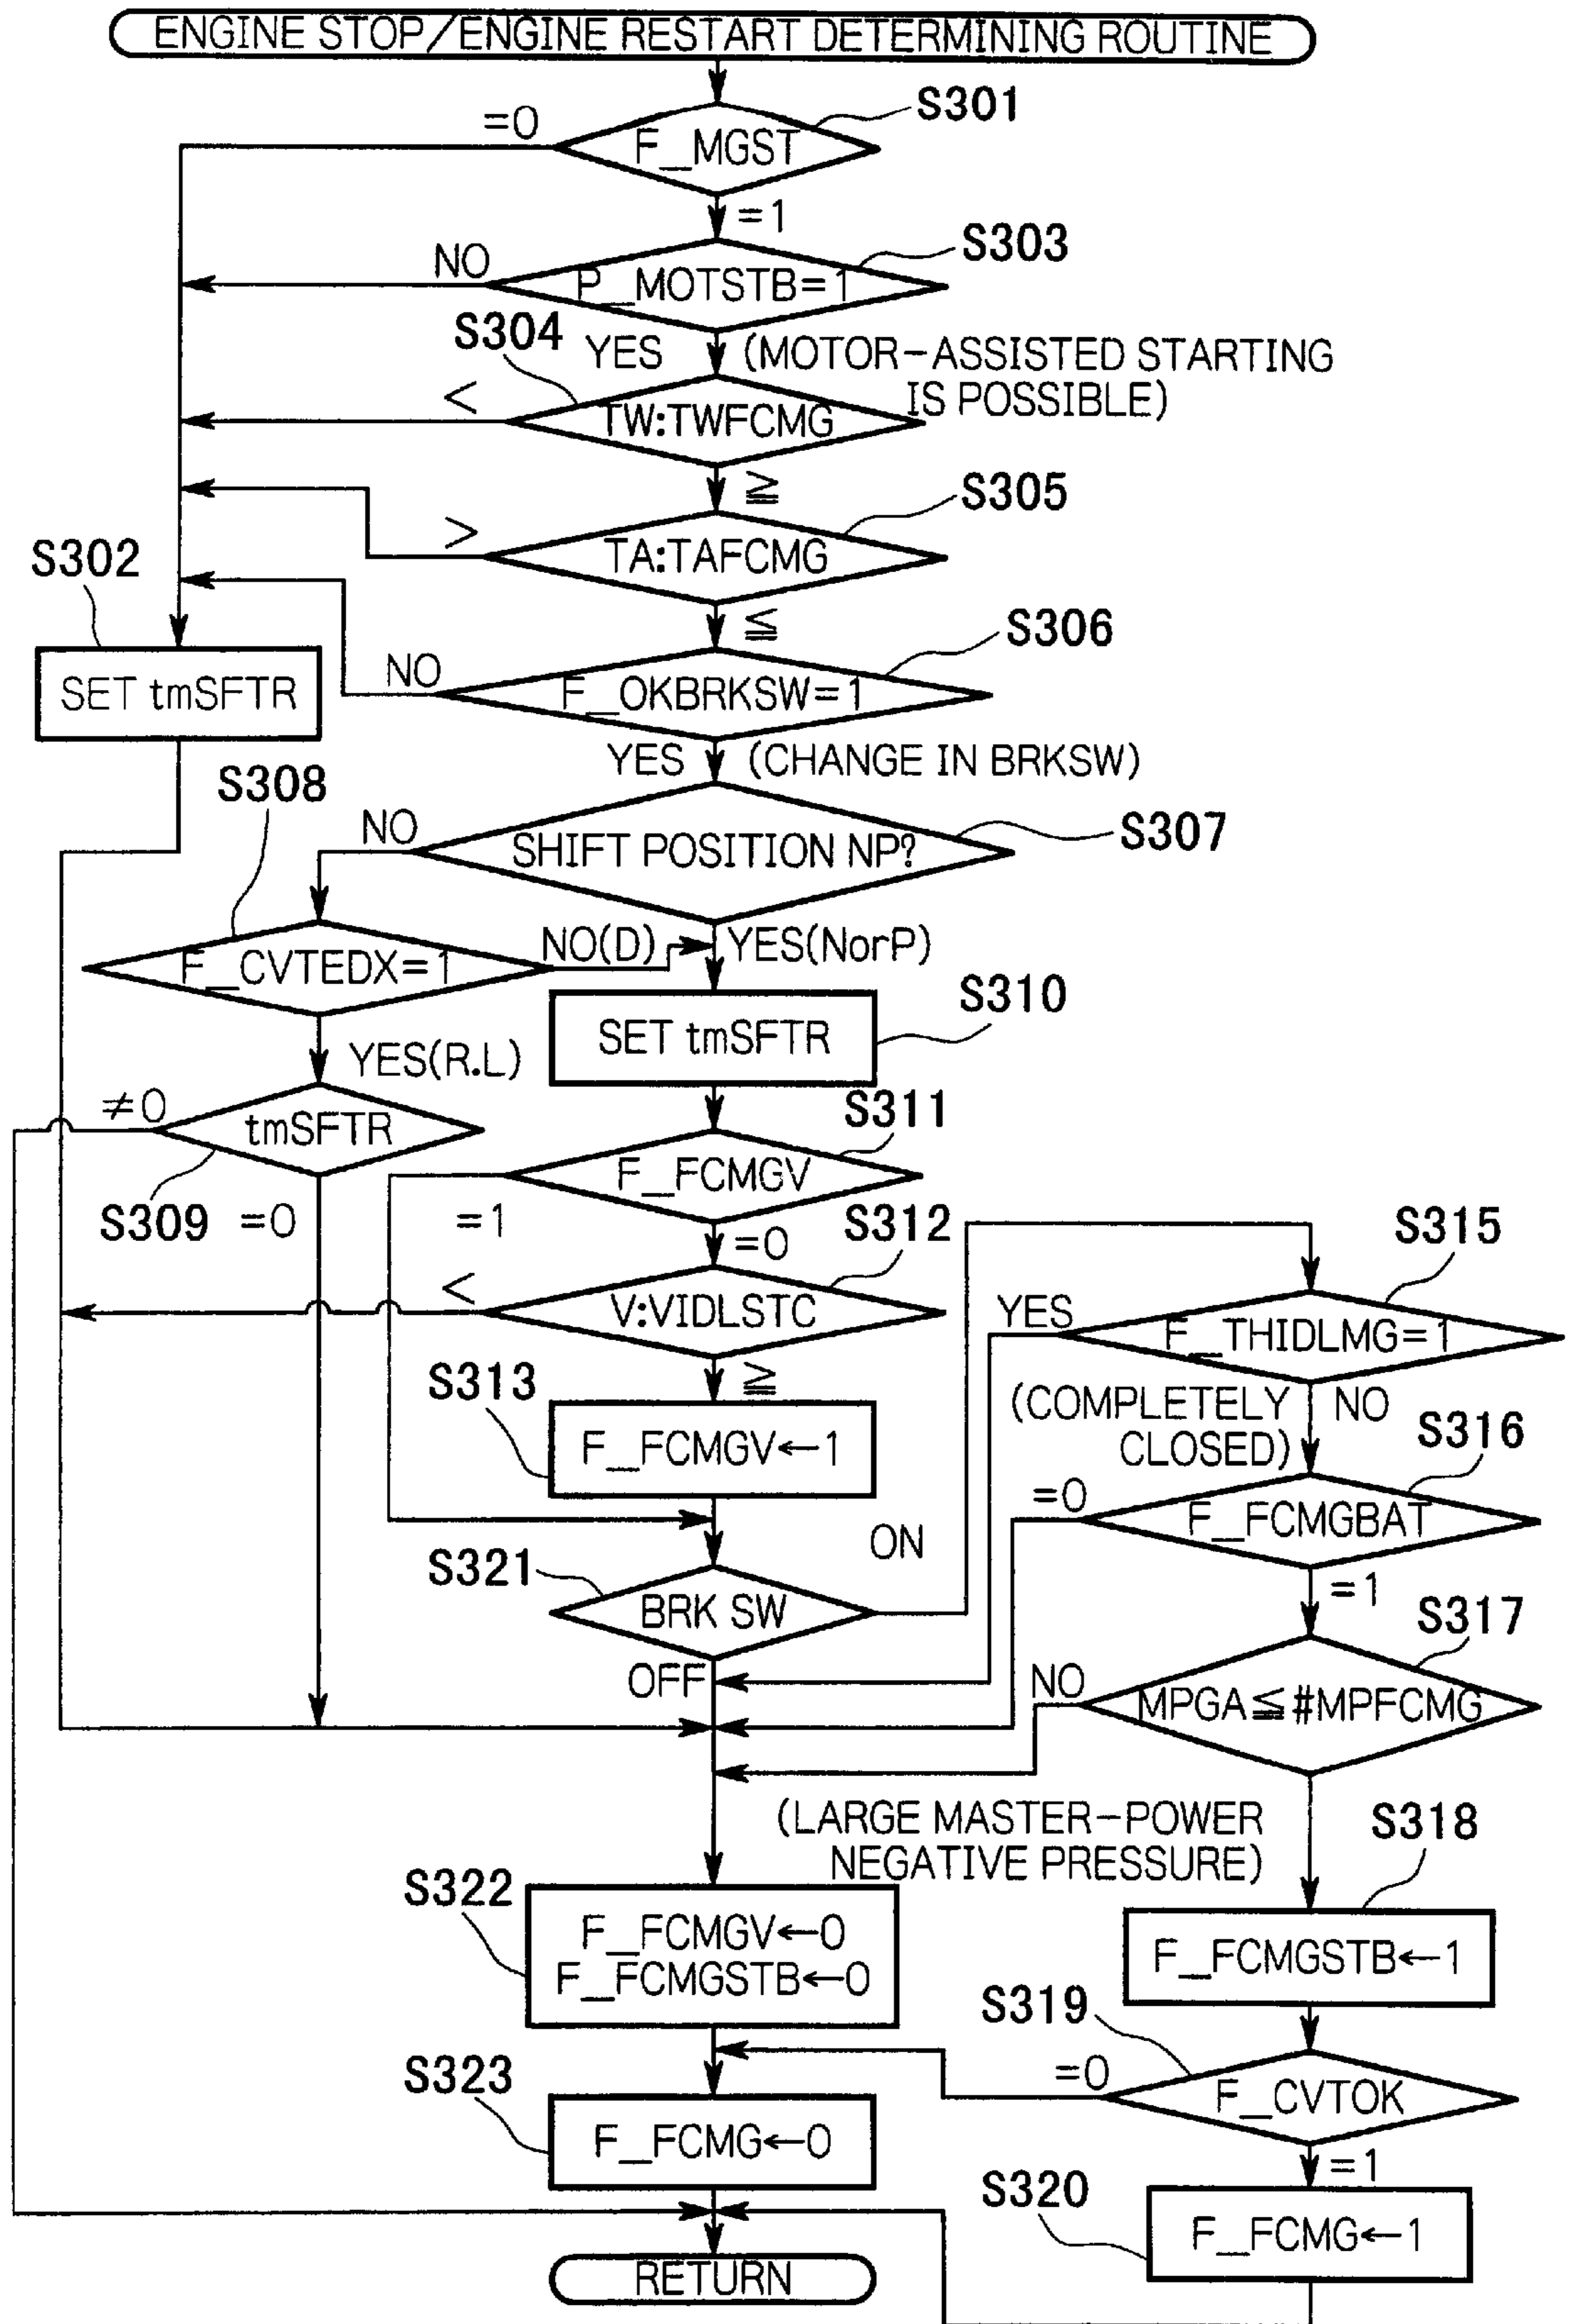 ENGINE STOP/ENGINE RESTART DETERMINING ROUTINE
S301
=0
F_MGST
=1
S303
NO
P_MOTSTB=1
S304
YES
(MOTOR-ASSISTED STARTING
IS POSSIBLE)
<
TW:TWFCMG
≧
S305
>
TA:TAFCMG
S302
≦
S306
SET tmSFTR
NO
F_OKBRKSW=1
YES
(CHANGE IN BRKSW)
S308
NO
S307
SHIFT POSITION NP?
F_CVTEDX=1
NO(D)
YES(NorP)
S310
SET tmSFTR
YES(R.L)
≠0
tmSFTR
S311
F_FCMGV
S309
=0
=1
=0
S312
S315
<
V:VIDLSTC
YES
F_THIDLMG=1
≧
S313
(COMPLETELY
CLOSED)
NO
S316
F_FCMGV←1
=0
F_FCMGBAT
ON
S321
=1
BRK SW
S317
OFF
NO
MPGA≦#MPFCMG
(LARGE MASTER-POWER
NEGATIVE PRESSURE)
S318
S322
F_FCMGV←0
F_FCMGSTB←0
F_FCMGSTB←1
S319
S323
=0
F_CVTOK
F_FCMG←0
=1
S320
F_FCMG←1
RETURN